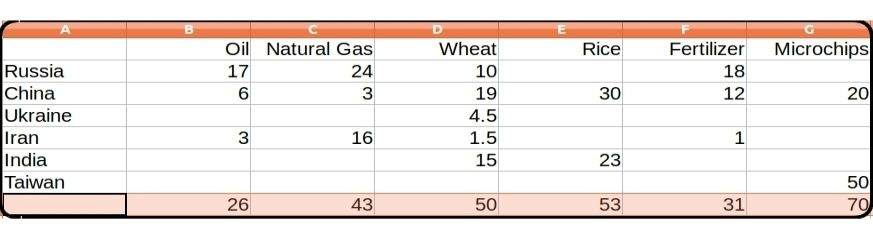 A B C D E F G
Oil Natural Gas Wheat Rice Fertilizer Microchips
Russia 17 24 10 18
China 6 3 19 30 12 20
Ukraine 4.5
Iran 3 16 1.5 1
India 15 23
Taiwan 50
26 43 50 53 31 70